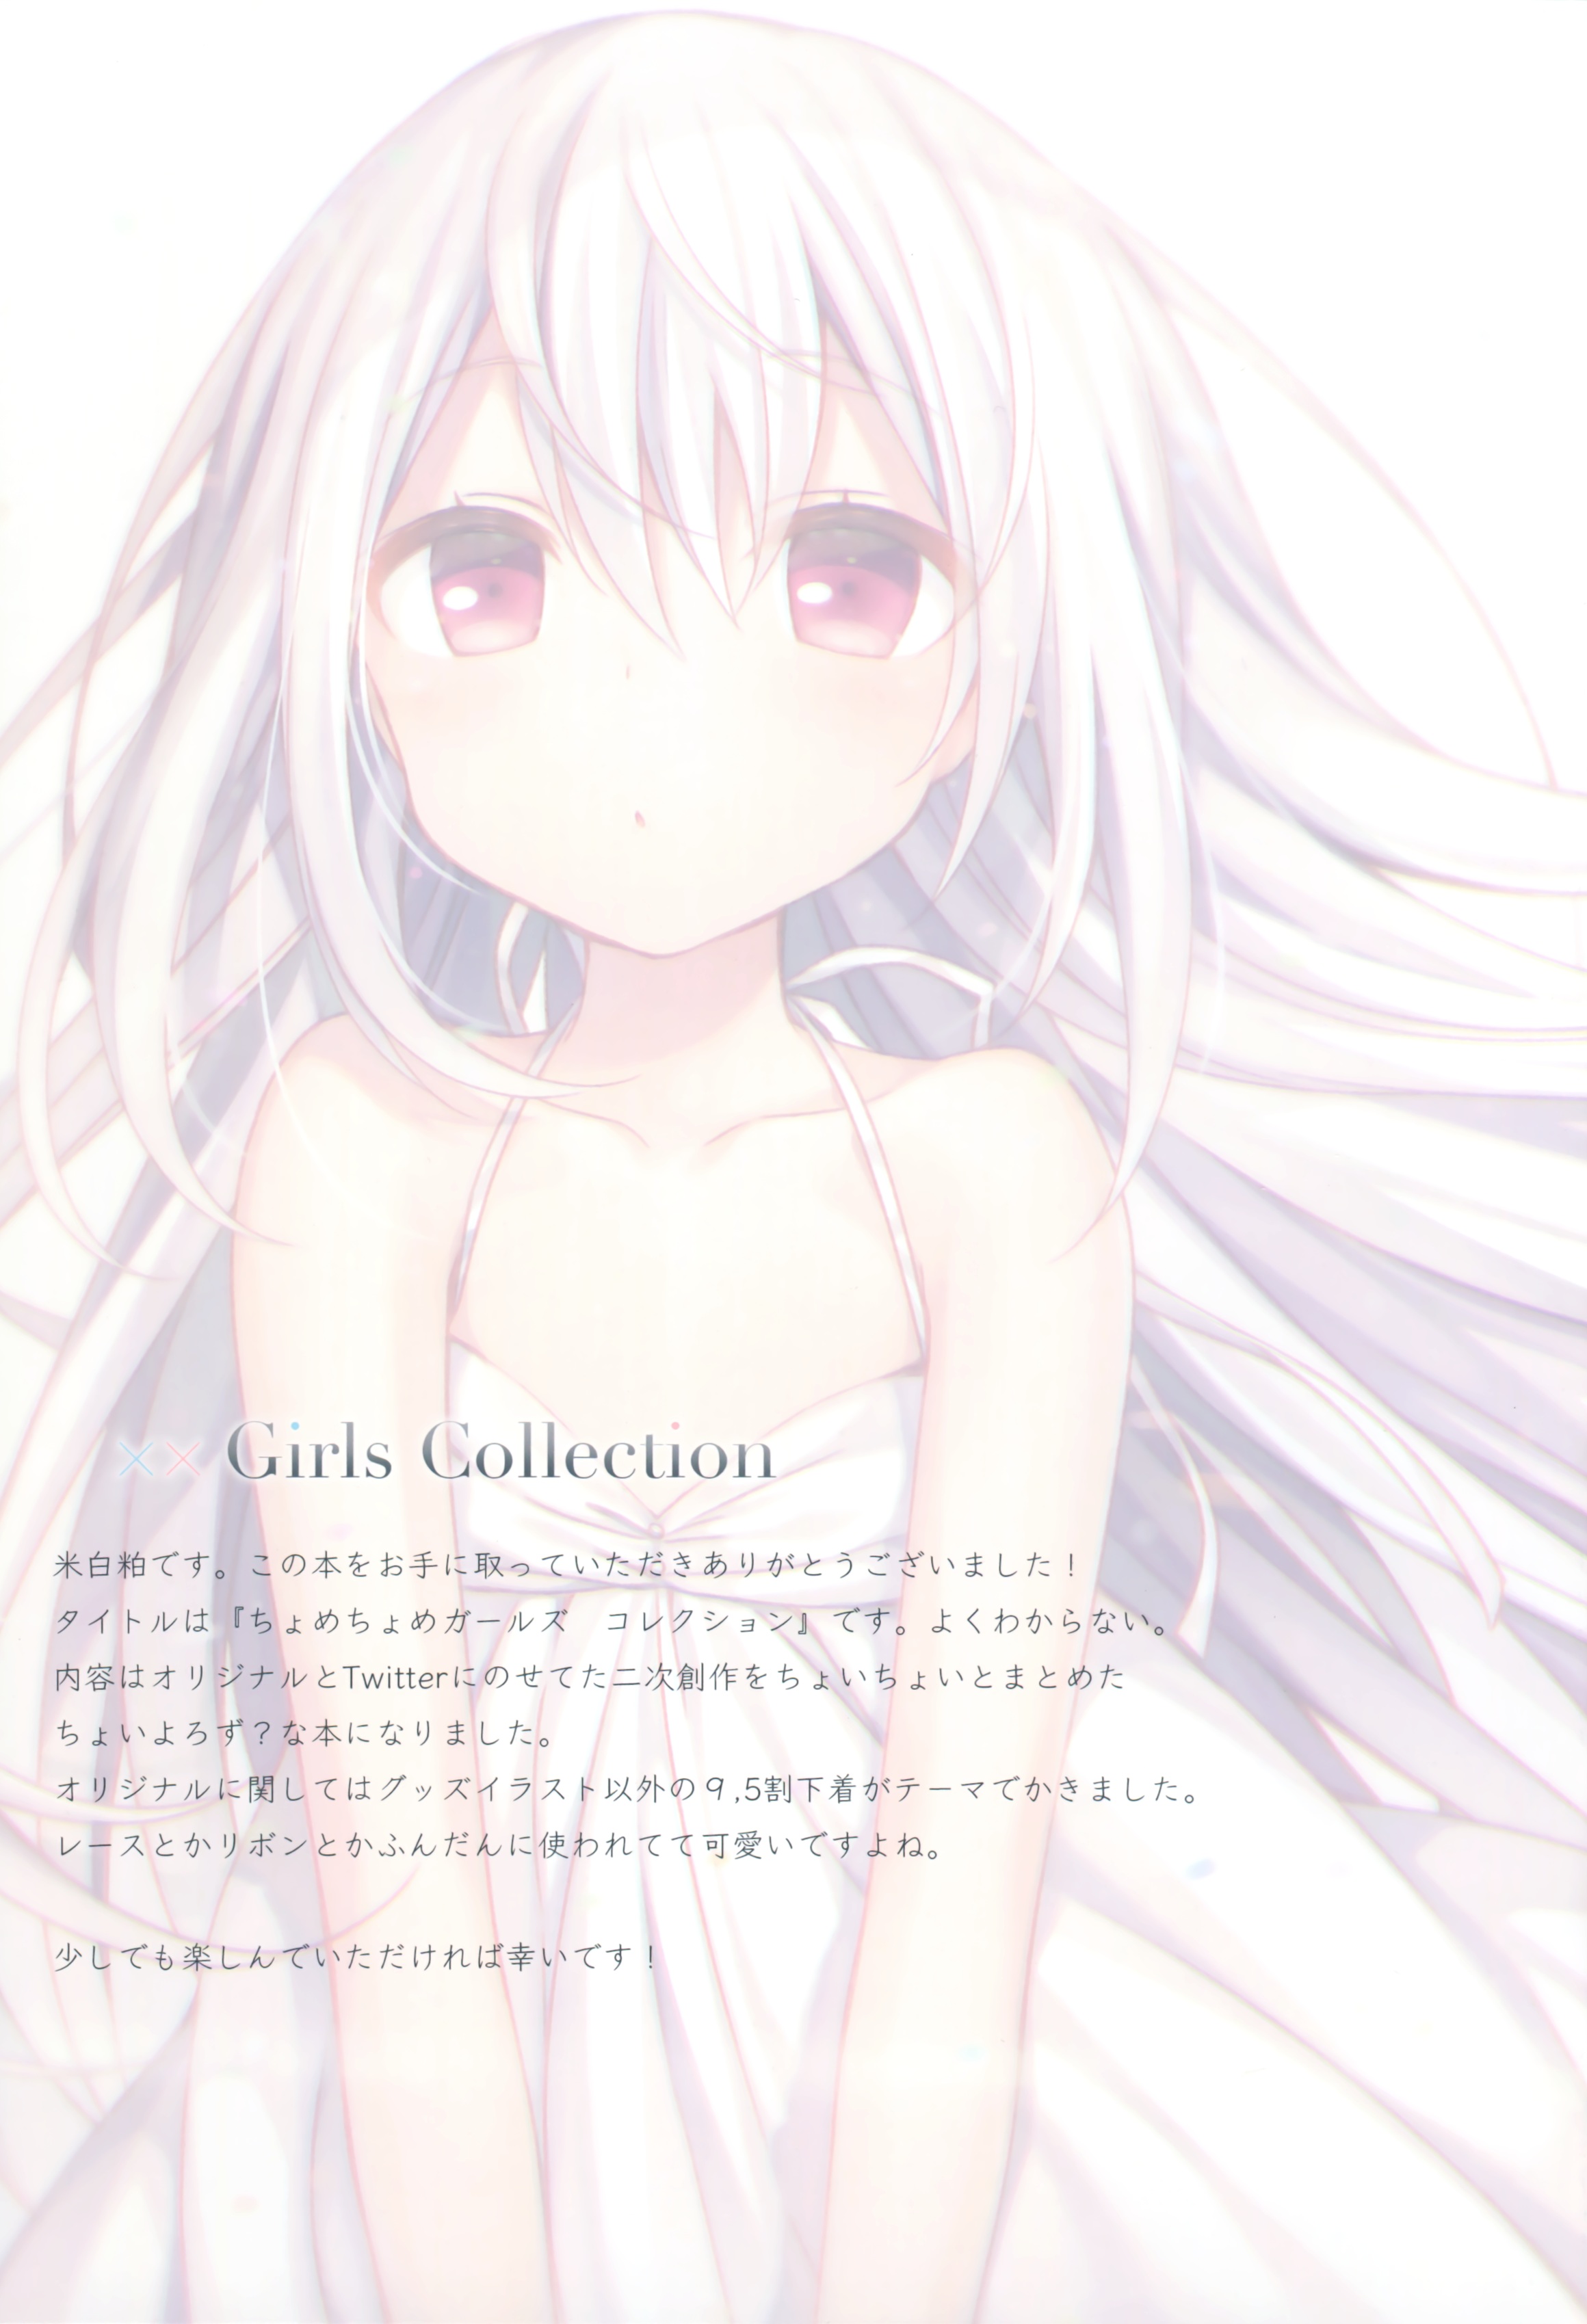 ×× Girls Collection
米白粕です。この本をお手に取っていただきありがとうございました！
タイトルは『ちょめちょめガールズ　コレクション』です。よくわからない。
内容はオリジナルとTwitterにのせてた二次創作をちょいちょいとまとめた
ちょいよろず？な本になりました。
オリジナルに関してはグッズイラスト以外の９,5割下着がテーマでかきました。
レースとかリボンとかふんだんに使われてて可愛いですよね。
少しでも楽しんでいただければ幸いです！